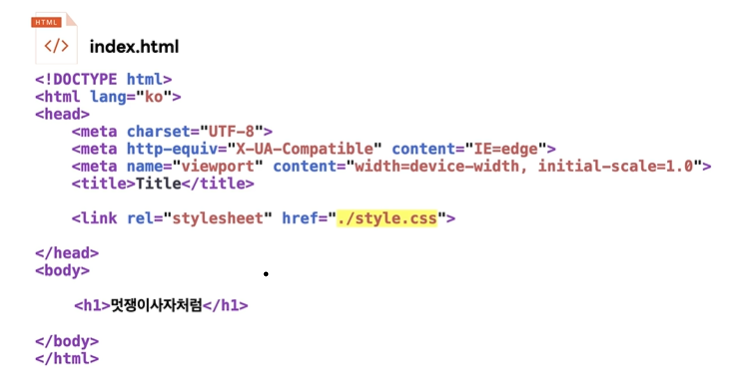 HTML
</>
index.html
<!DOCTYPE html>
<html lang="ko">
<head>
    <meta charset="UTF-8">
    <meta http-equiv="X-UA-Compatible" content="IE=edge">
    <meta name="viewport" content="width=device-width, initial-scale=1.0">
    <title>Title</title>
    <link rel="stylesheet" href="./style.css">
</head>
<body>
    <h1>멋쟁이사자처럼</h1>
</body>
</html>